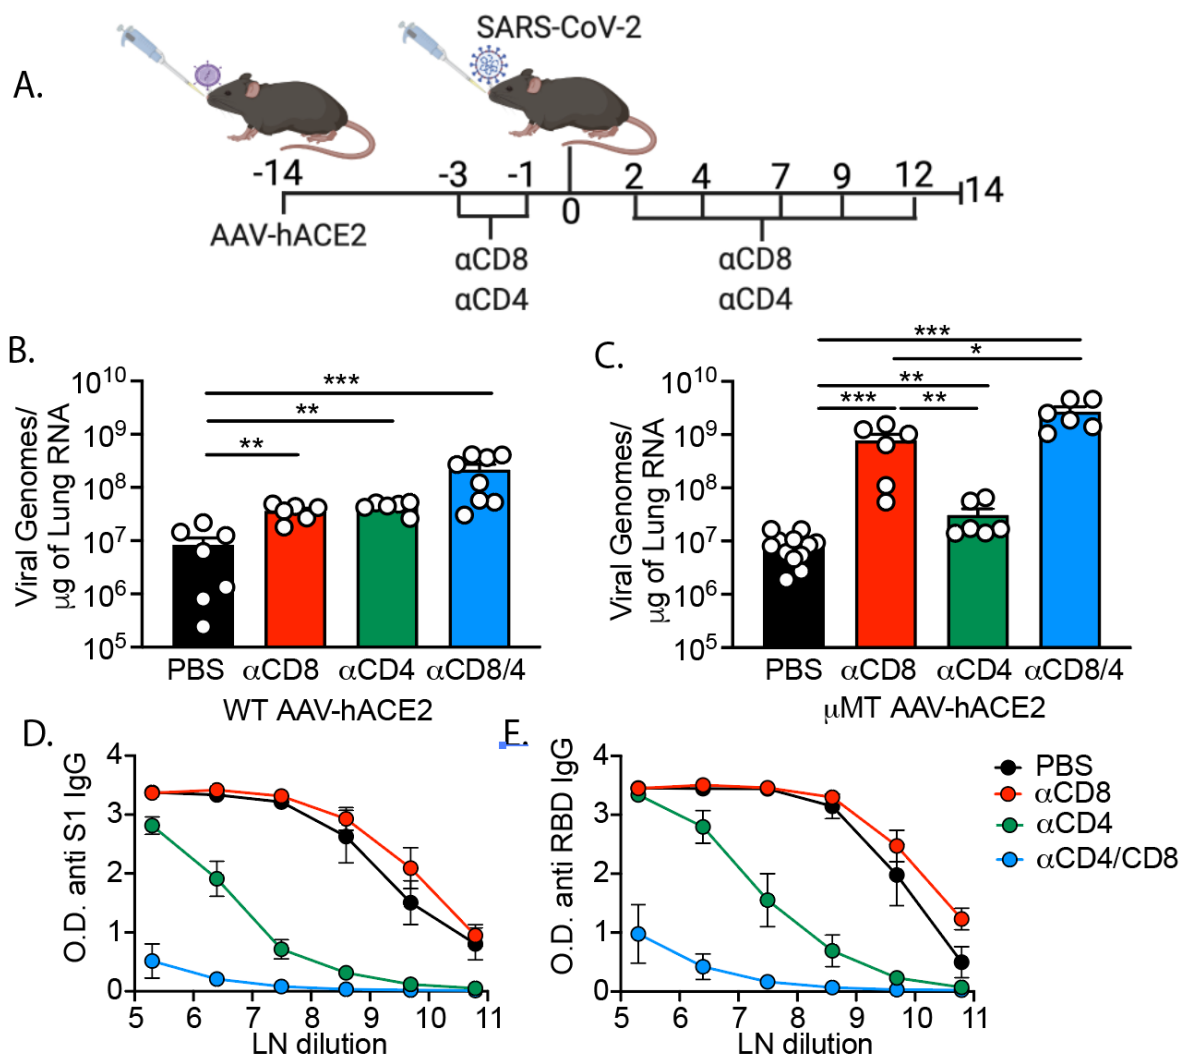 A.
SARS-CoV-2
-14 -3 -1 0 2 4 7 9 12 14
AAV-hACE2
αCD8 αCD8
αCD4 αCD4
B.
Viral Genomes/
μg of Lung RNA
10^10
10^9
10^8
10^7
10^6
10^5
***
**
**
PBS αCD8 αCD4 αCD8/4
WT AAV-hACE2
C.
Viral Genomes/
μg of Lung RNA
10^10
10^9
10^8
10^7
10^6
10^5
***
*
**
*** **
PBS αCD8 αCD4 αCD8/4
μMT AAV-hACE2
D.
O.D. anti S1 IgG
4
3
2
1
0
5 6 7 8 9 10 11
LN dilution
E.
O.D. anti RBD IgG
4
3
2
1
0
5 6 7 8 9 10 11
LN dilution
PBS
αCD8
αCD4
αCD4/CD8